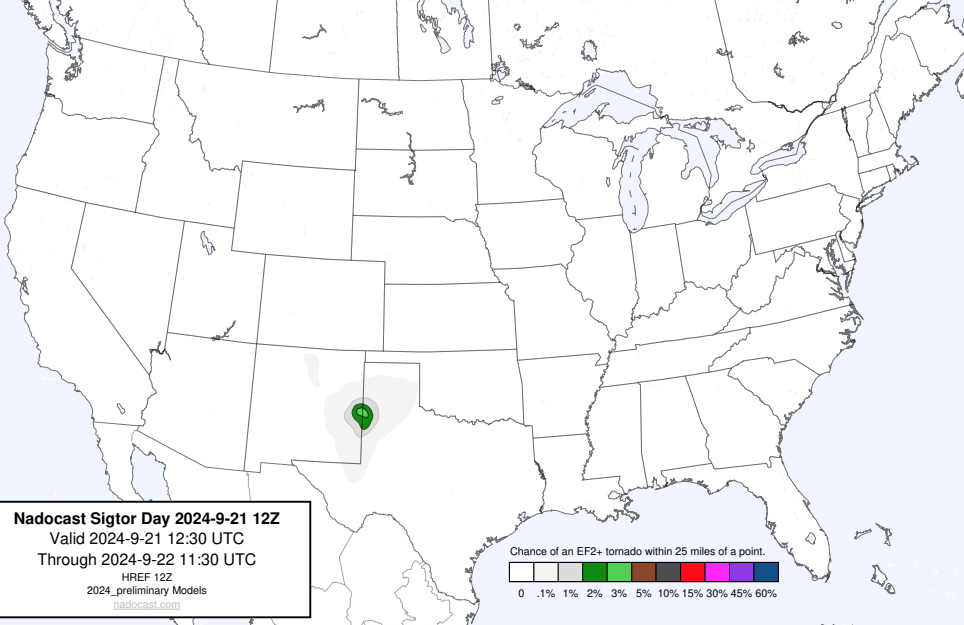 Nadocast Sigtor Day 2024-9-21 12Z
Valid 2024-9-21 12:30 UTC
Through 2024-9-22 11:30 UTC
HREF 12Z
2024_preliminary Models
nadocast.com
Chance of an EF2+ tornado within 25 miles of a point.
0 .1% 1% 2% 3% 5% 10% 15% 30% 45% 60%